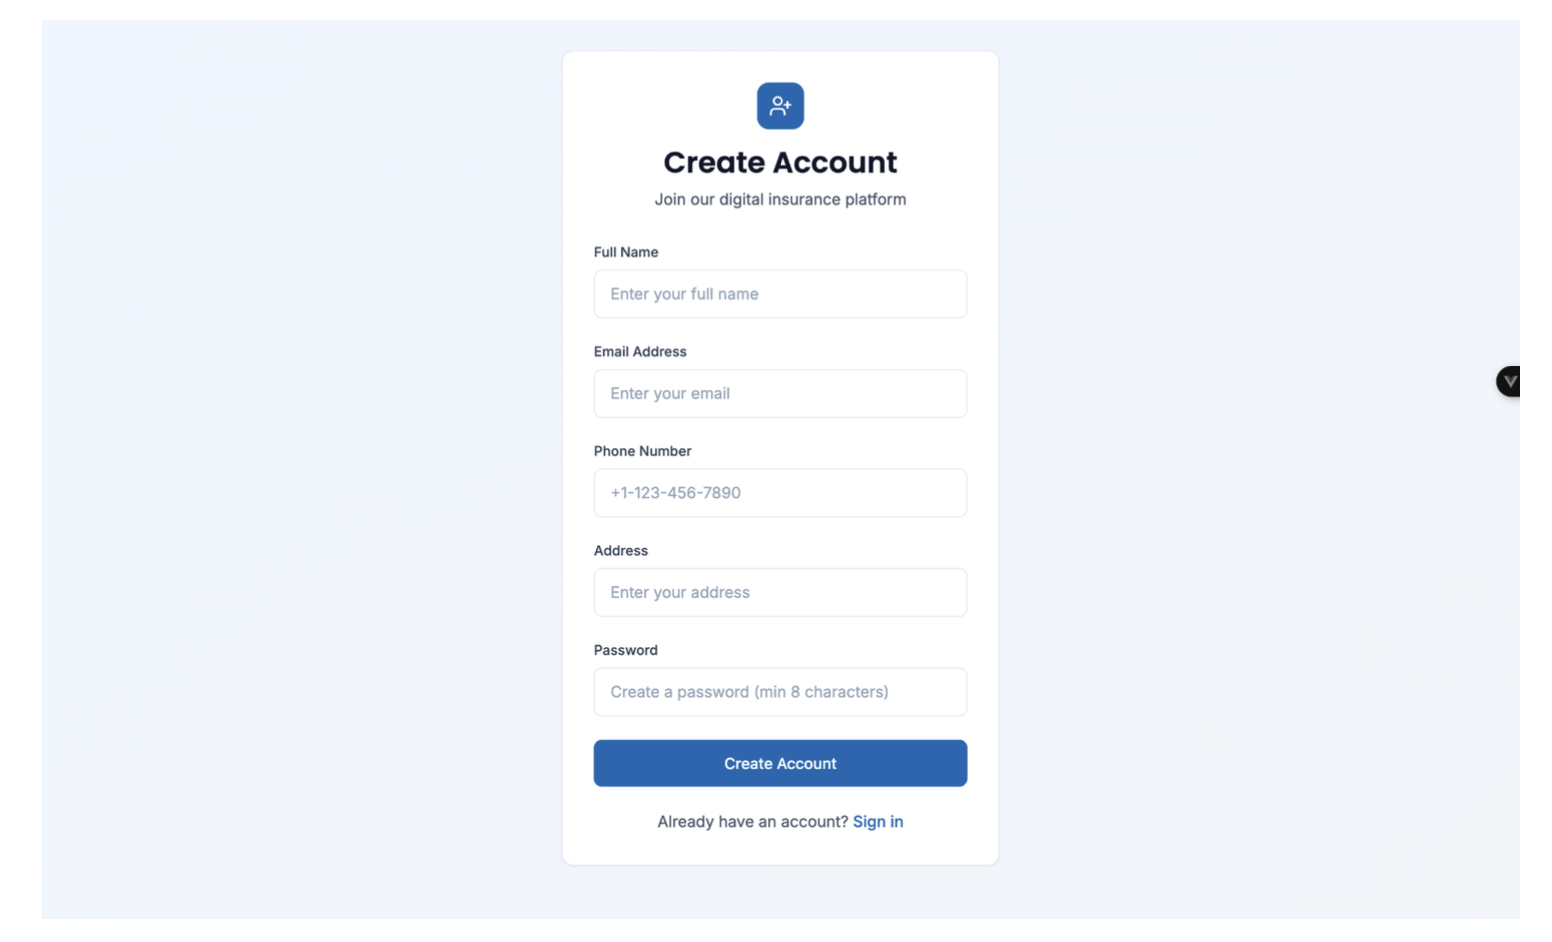 Create Account
Join our digital insurance platform
Full Name
Enter your full name
Email Address
Enter your email
Phone Number
+1-123-456-7890
Address
Enter your address
Password
Create a password (min 8 characters)
Create Account
Already have an account? Sign in